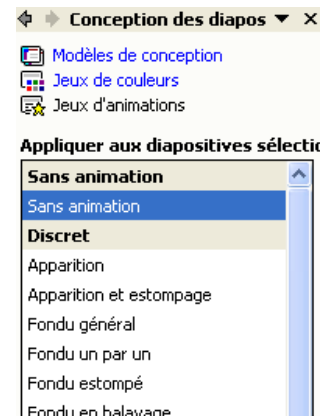 Conception des diapos
Modèles de conception
Jeux de couleurs
Jeux d'animations
Appliquer aux diapositives
Sans animation
Sans animation
Discret
Apparition
Apparition et estompage
Fondu général
Fondu un par un
Fondu estompé
Fondu en balayage